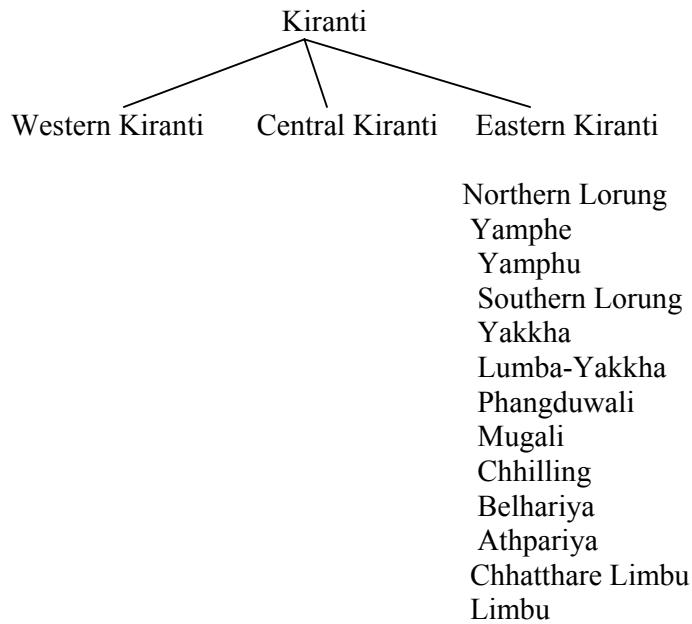 Kiranti
Western Kiranti Central Kiranti Eastern Kiranti
Northern Lorung
Yamphe
Yamphu
Southern Lorung
Yakkha
Lumba-Yakkha
Phangduwali
Mugali
Chhilling
Belhariya
Athpariya
Chhatthare Limbu
Limbu